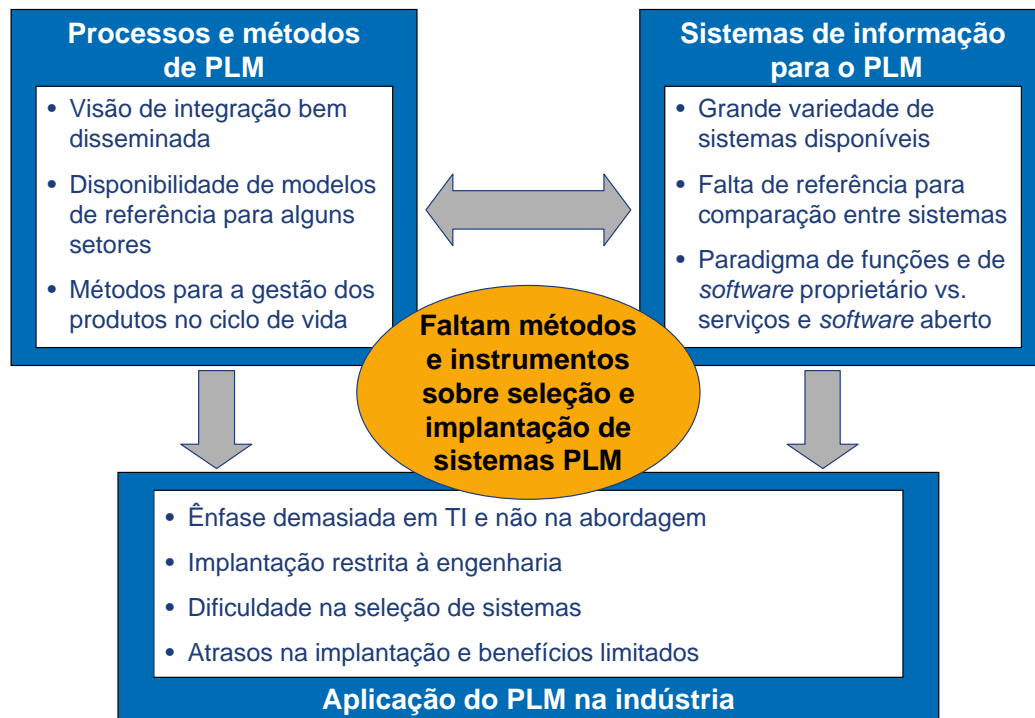 Processos e métodos
de PLM
• Visão de integração bem
disseminada
• Disponibilidade de modelos
de referência para alguns
setores
• Métodos para a gestão dos
produtos no ciclo de vida
Sistemas de informação
para o PLM
• Grande variedade de
sistemas disponíveis
• Falta de referência para
comparação entre sistemas
• Paradigma de funções e de
software proprietário vs.
serviços e software aberto
Faltam métodos
e instrumentos
sobre seleção e
implantação de
sistemas PLM
• Ênfase demasiada em TI e não na abordagem
• Implantação restrita à engenharia
• Dificuldade na seleção de sistemas
• Atrasos na implantação e benefícios limitados
Aplicação do PLM na indústria